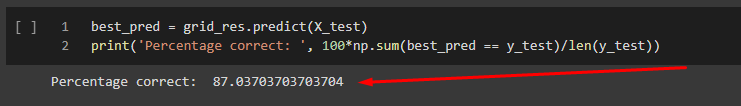 [ ] 1 best_pred = grid_res.predict(X_test)
2 print('Percentage correct: ', 100*np.sum(best_pred == y_test)/len(y_test))
Percentage correct:  87.03703703703704